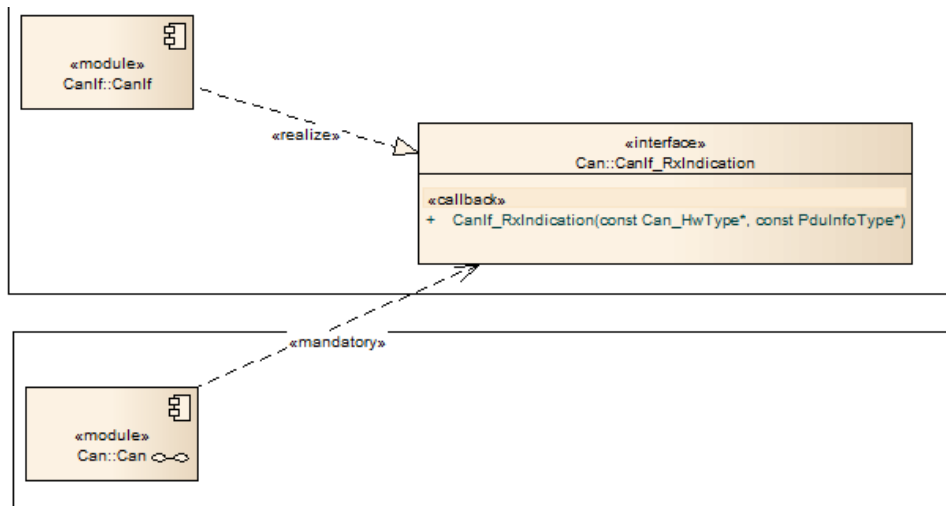 «module»
CanIf::CanIf
«realize»
«interface»
Can::CanIf_RxIndication
«callback»
+ CanIf_RxIndication(const Can_HwType*, const PduInfoType*)
«mandatory»
«module»
Can::Can